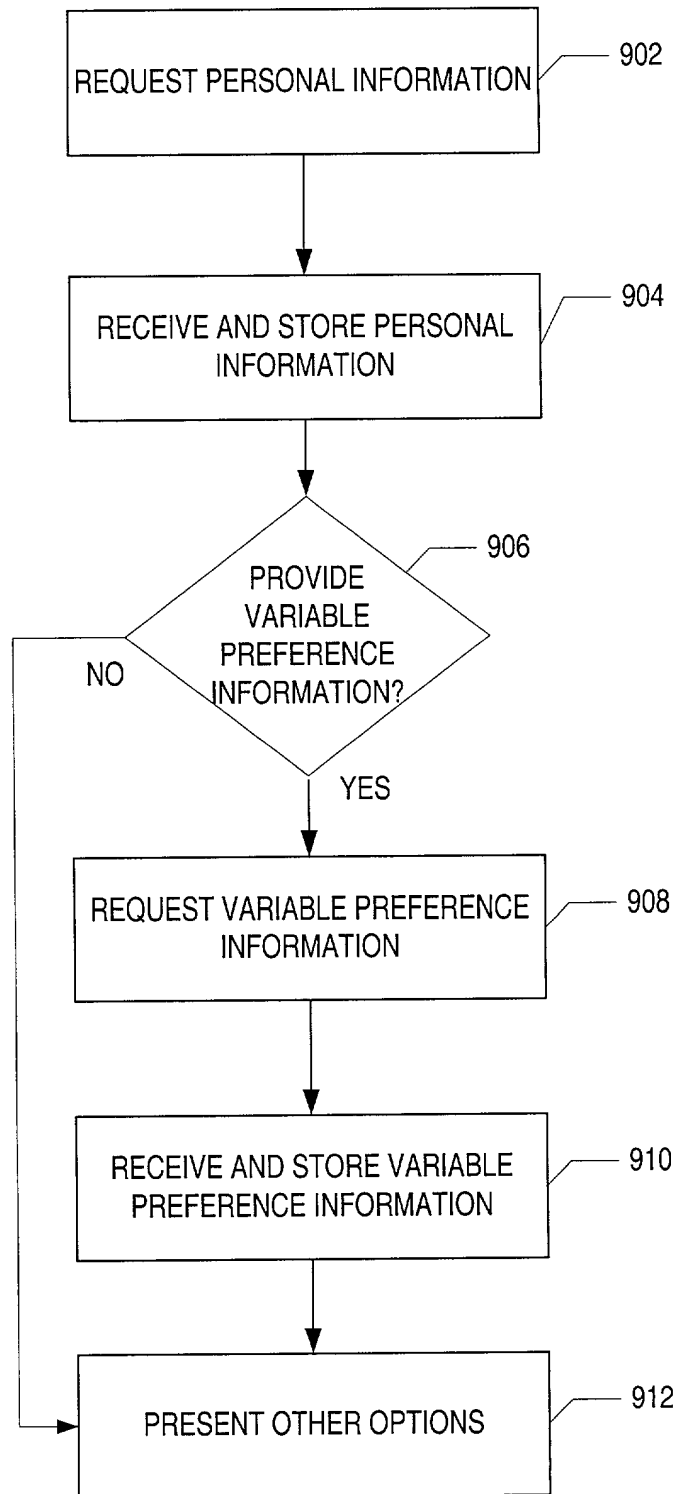 REQUEST PERSONAL INFORMATION
902
RECEIVE AND STORE PERSONAL
INFORMATION
904
PROVIDE
VARIABLE
PREFERENCE
INFORMATION?
906
NO
YES
REQUEST VARIABLE PREFERENCE
INFORMATION
908
RECEIVE AND STORE VARIABLE
PREFERENCE INFORMATION
910
PRESENT OTHER OPTIONS
912